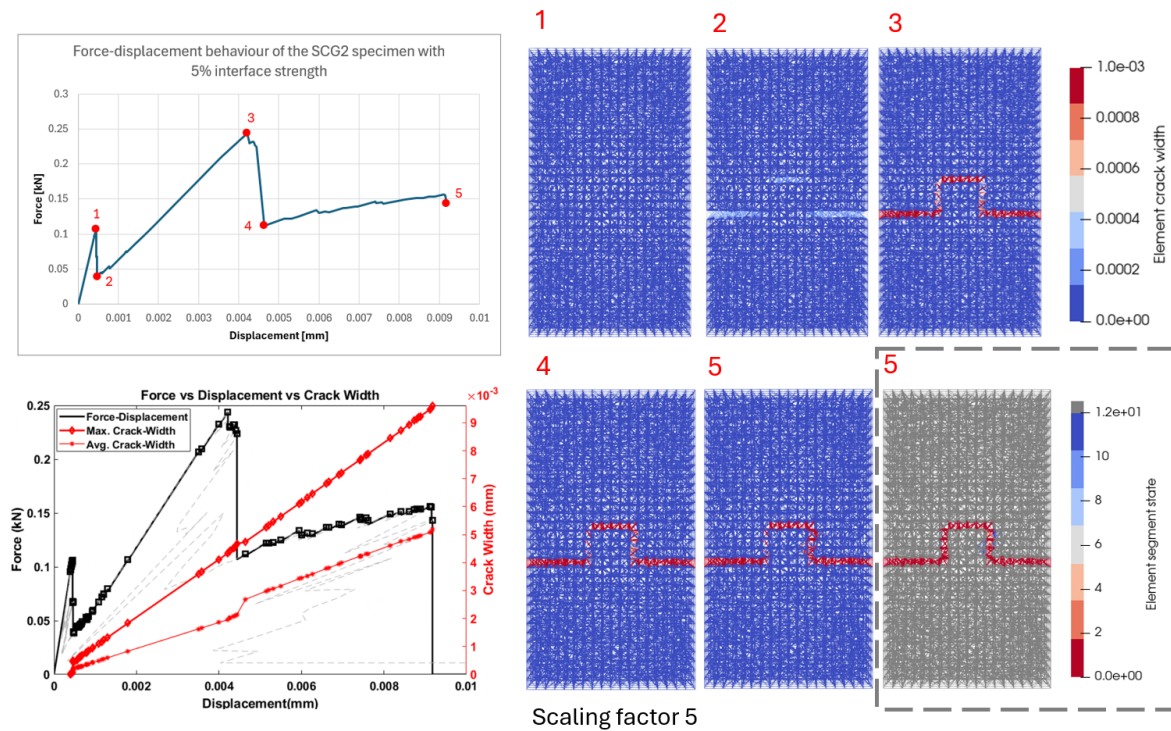 Force-displacement behaviour of the SCG2 specimen with
5% interface strength
0.3
0.25
0.2
0.15
0.1
0.05
0
Force [kN]
1
2
3
4
5
0 0.001 0.002 0.003 0.004 0.005 0.006 0.007 0.008 0.009 0.01
Displacement [mm]
1 2 3
1.0e-03
0.0008
0.0006
0.0004
0.0002
0.0e+00
Element crack width
Force vs Displacement vs Crack Width
Force-Displacement
Max. Crack-Width
Avg. Crack-Width
0.25
0.2
0.15
0.1
0.05
0
Force (kN)
×10-3
9
8
7
6
5
4
3
2
1
0
Crack Width (mm)
0 0.002 0.004 0.006 0.008 0.01
Displacement(mm)
4 5 5
1.2e+01
10
8
6
4
2
0.0e+00
Element segment state
Scaling factor 5